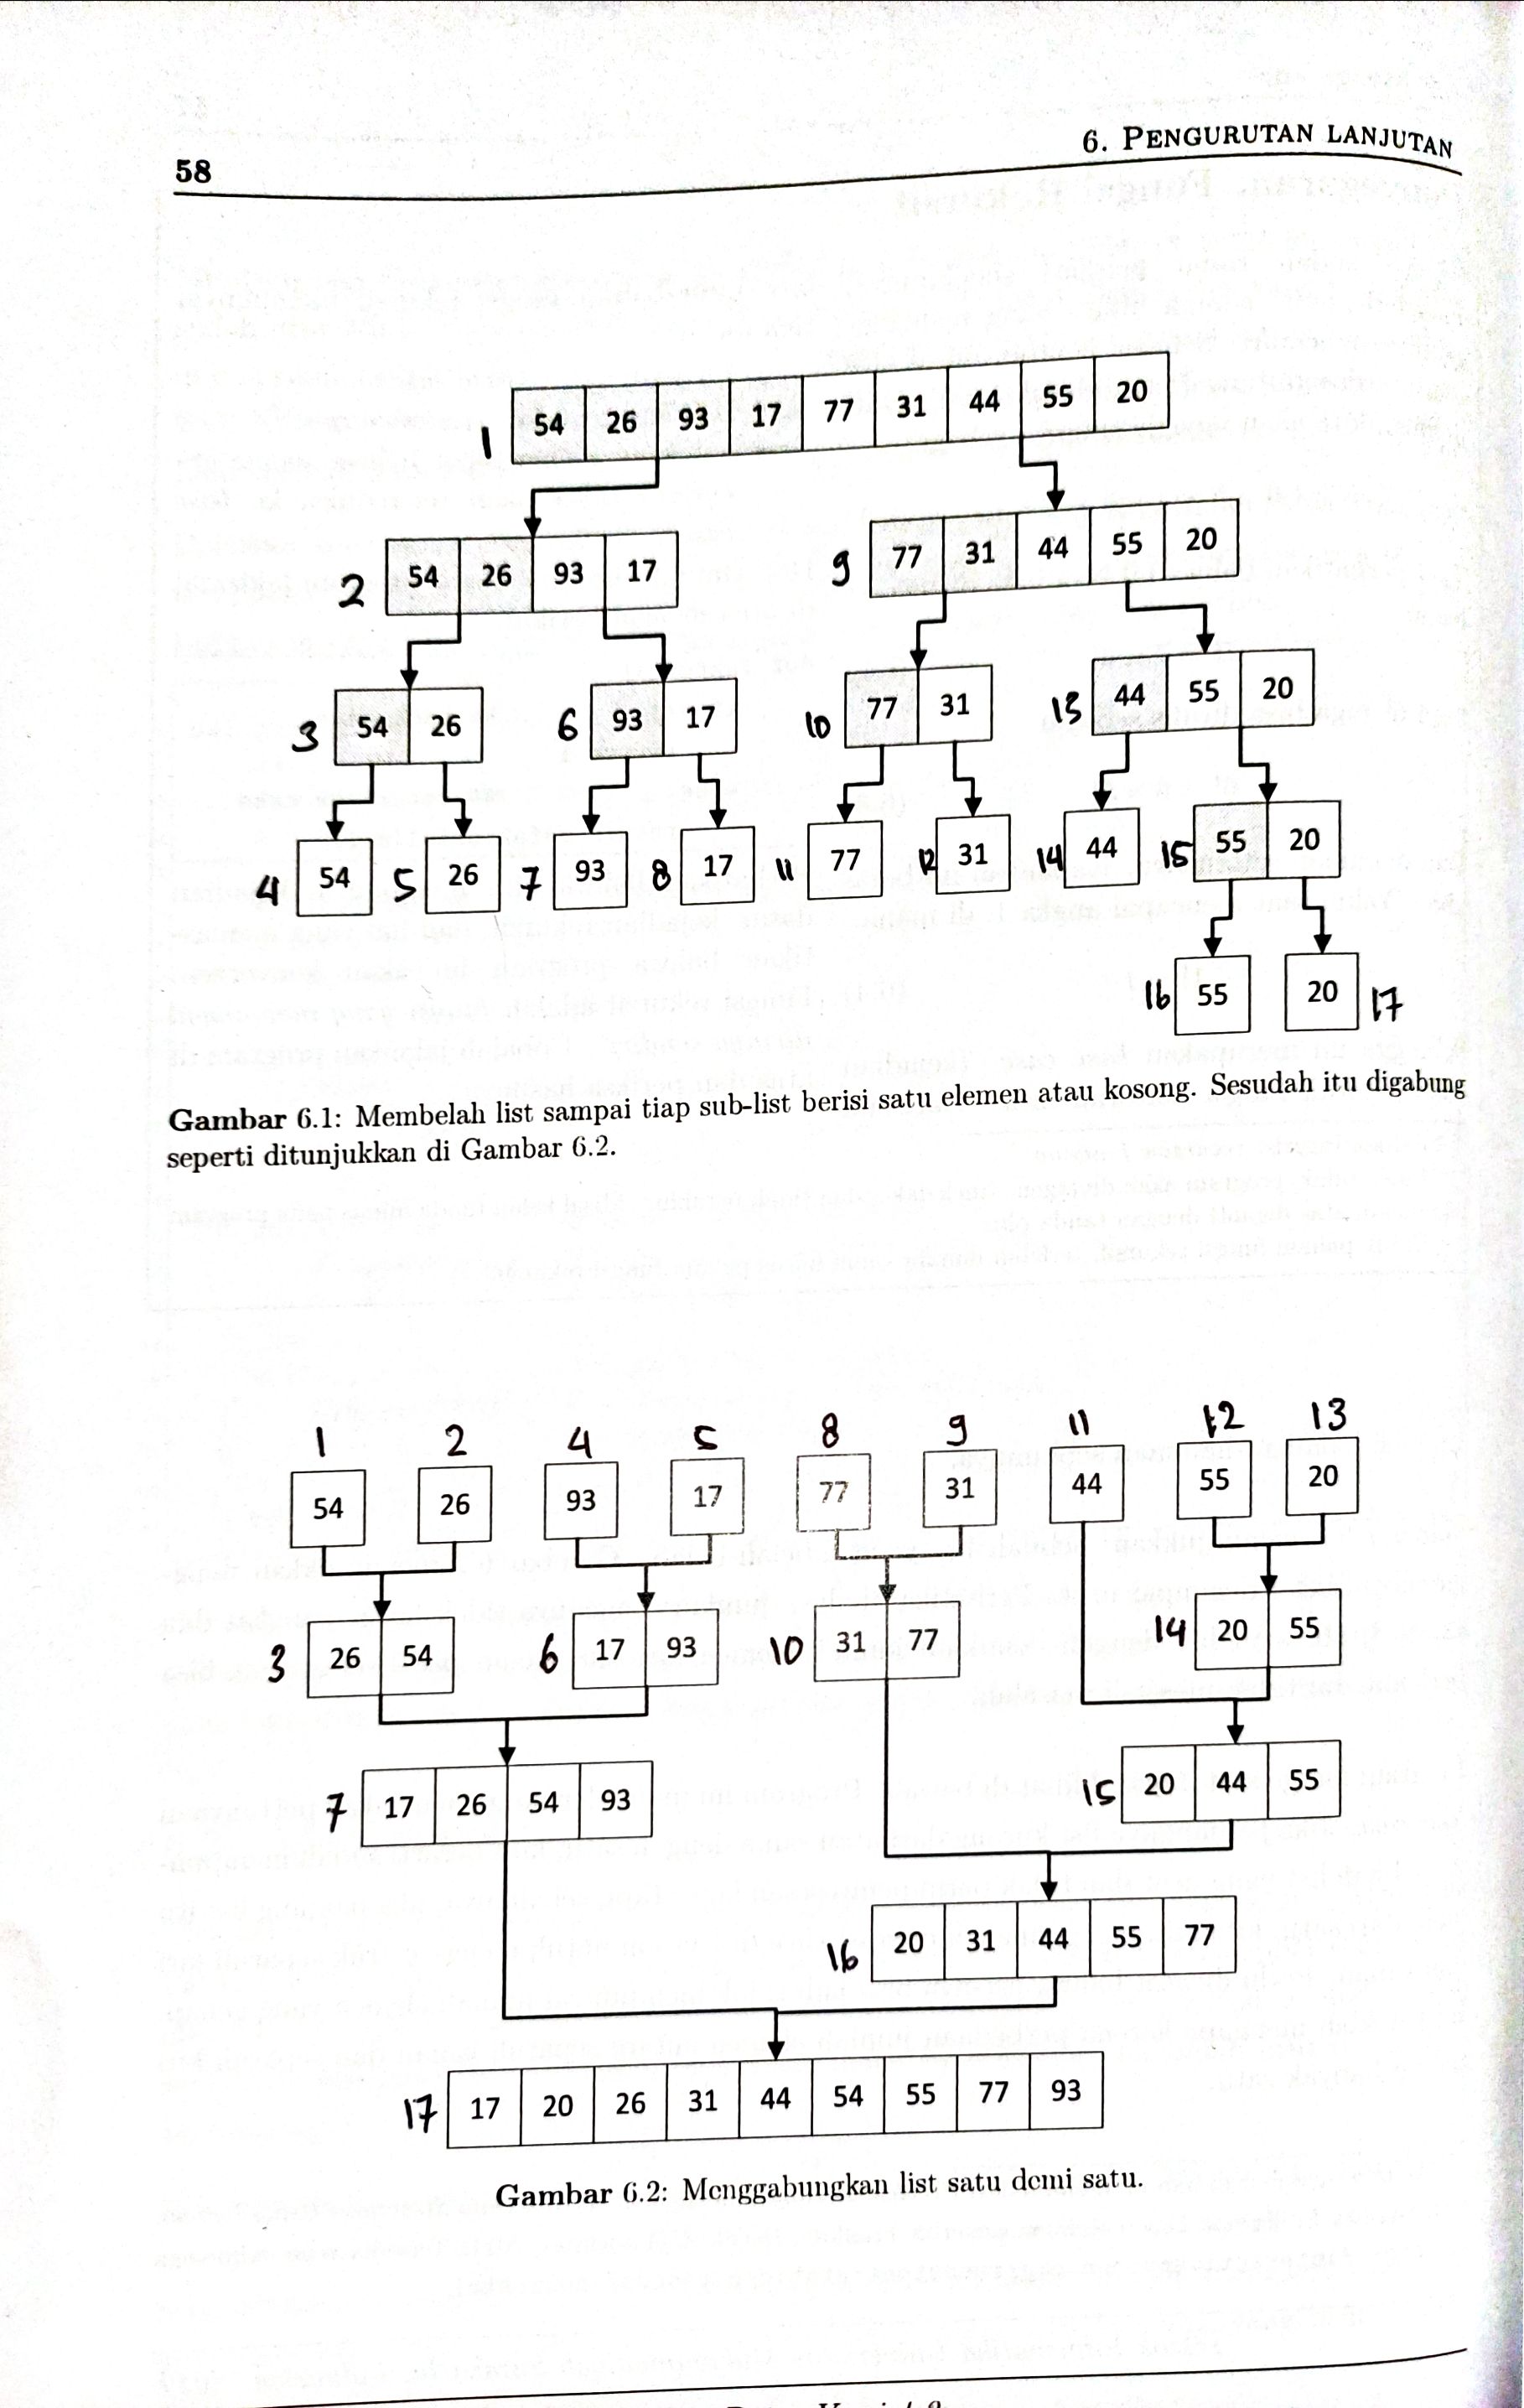 58
6. PENGURUTAN LANJUTAN
1 54 26 93 17 77 31 44 55 20
2 54 26 93 17 9 77 31 44 55 20
3 54 26 6 93 17 10 77 31 13 44 55 20
4 54 5 26 7 93 8 17 11 77 12 31 14 44 15 55 20
16 55 20 17
Gambar 6.1: Membelah list sampai tiap sub-list berisi satu elemen atau kosong. Sesudah itu digabung
seperti ditunjukkan di Gambar 6.2.
1 2 4 5 8 9 11 12 13
54 26 93 17 77 31 44 55 20
3 26 54 6 17 93 10 31 77 14 20 55
7 17 26 54 93 15 20 44 55
16 20 31 44 55 77
17 17 20 26 31 44 54 55 77 93
Gambar 6.2: Menggabungkan list satu demi satu.